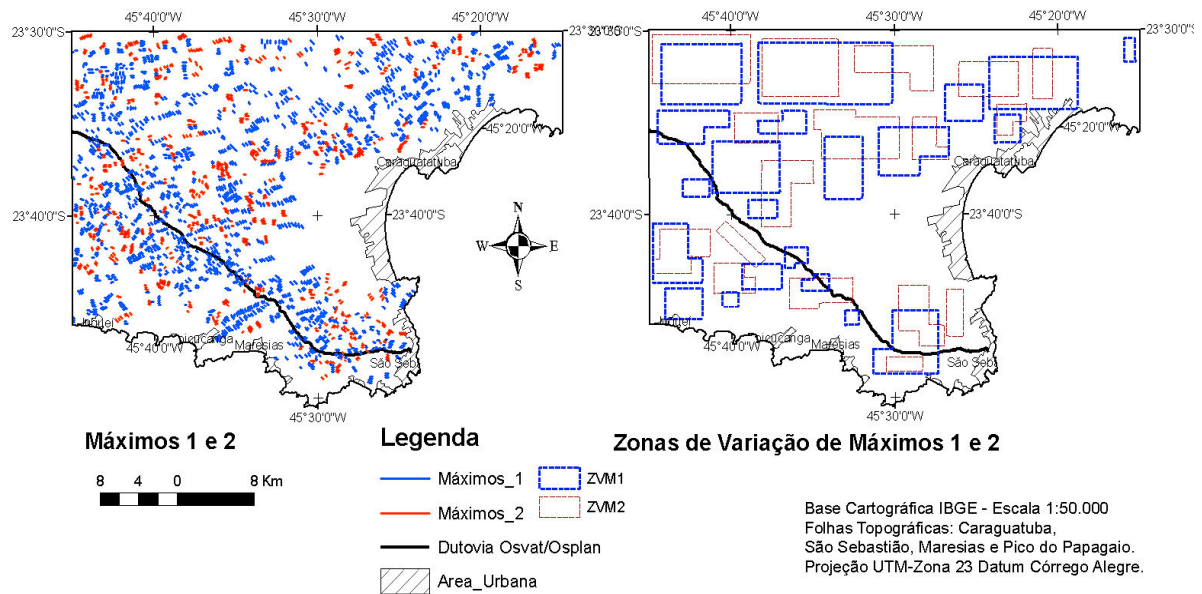 45°40'0"W
45°30'0"W
23°30'0"S
23°30'0"S
45°20'0"W
Caraguatatuba
23°40'0"S
23°40'0"S
N
W
E
S
45°40'0"W
Maresias
São Seb
45°30'0"W
45°40'0"W
45°30'0"W
45°20'0"W
23°30'0"S
45°20'0"W
Caraguatatuba
23°40'0"S
23°40'0"S
45°40'0"W
Maresias
São Seb
45°30'0"W
Máximos 1 e 2
8 4 0 8 Km
Legenda
Máximos_1
ZVM1
Máximos_2
ZVM2
Dutovia Osvat/Osplan
Area_Urbana
Zonas de Variação de Máximos 1 e 2
Base Cartográfica IBGE - Escala 1:50.000
Folhas Topográficas: Caraguatuba,
São Sebastião, Maresias e Pico do Papagaio.
Projeção UTM-Zona 23 Datum Córrego Alegre.